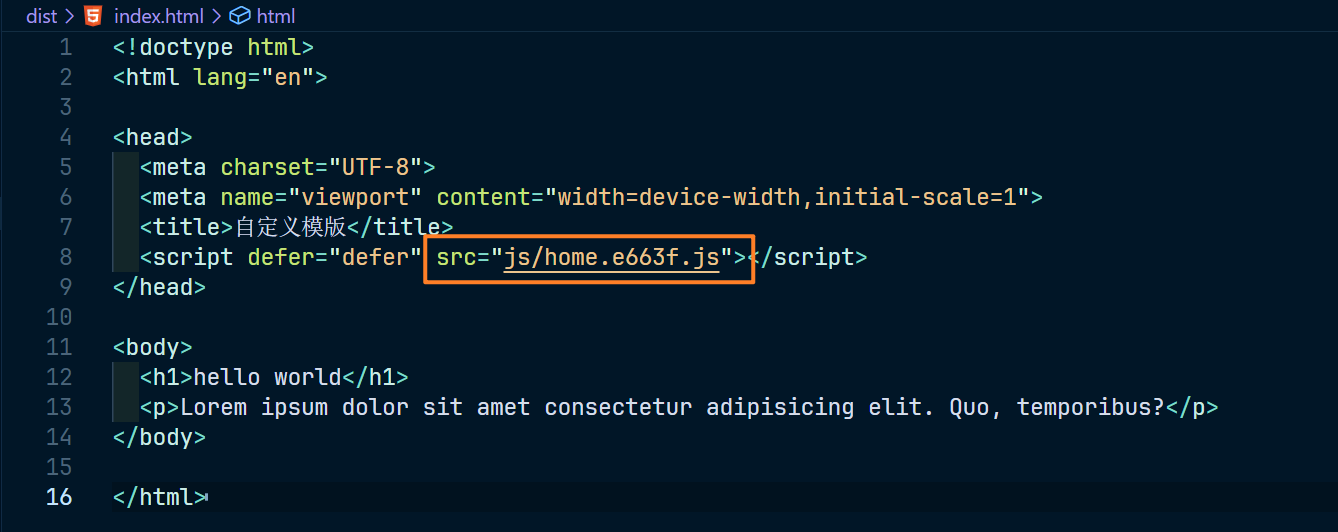 dist > index.html > html
1 <!doctype html>
2 <html lang="en">
3
4 <head>
5 <meta charset="UTF-8">
6 <meta name="viewport" content="width=device-width,initial-scale=1">
7 <title>自定义模版</title>
8 <script defer="defer" src="js/home.e663f.js"></script>
9 </head>
10
11 <body>
12 <h1>hello world</h1>
13 <p>Lorem ipsum dolor sit amet consectetur adipisicing elit. Quo, temporibus?</p>
14 </body>
15
16 </html>